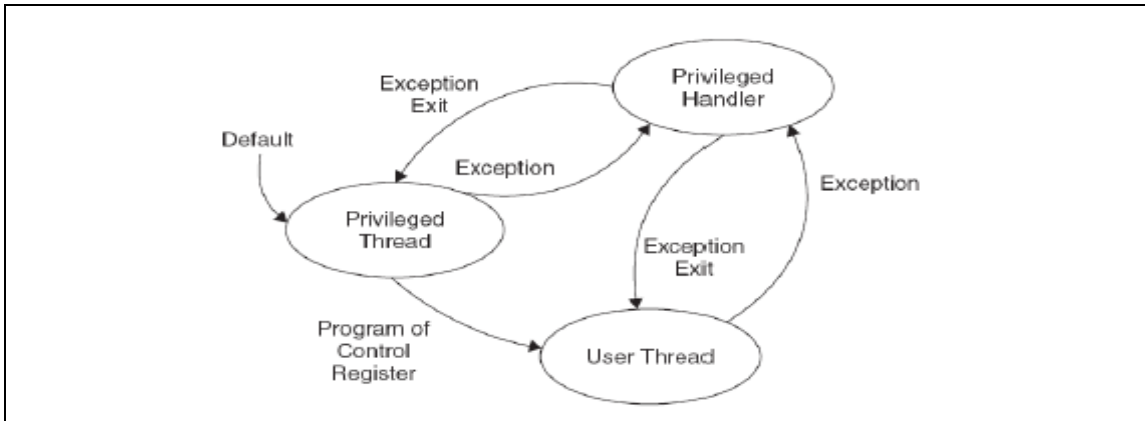 Privileged
Handler
Exception
Exit
Default
Exception
Exception
Privileged
Thread
Exception
Exit
Program of
Control
Register
User Thread